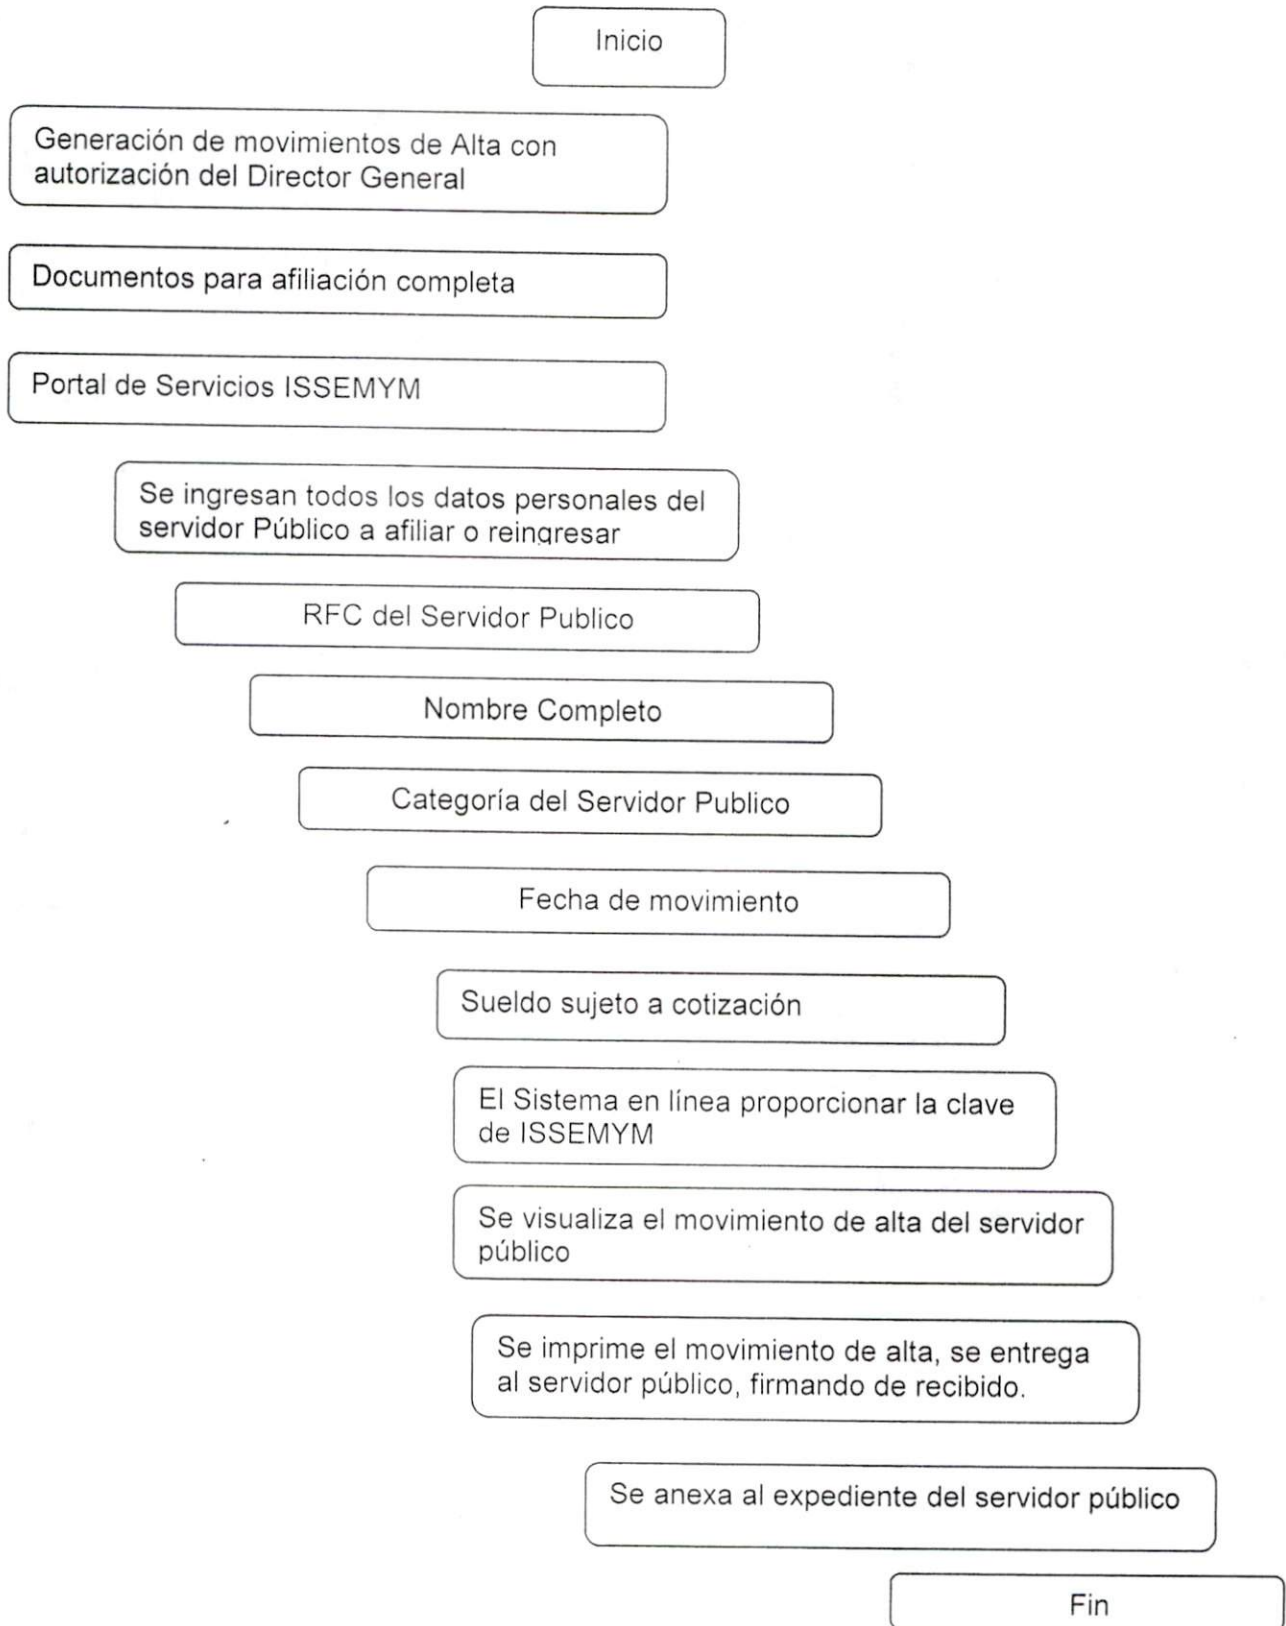 Inicio
Generación de movimientos de Alta con
autorización del Director General
Documentos para afiliación completa
Portal de Servicios ISSEMYM
Se ingresan todos los datos personales del
servidor Público a afiliar o reingresar
RFC del Servidor Publico
Nombre Completo
Categoría del Servidor Publico
Fecha de movimiento
Sueldo sujeto a cotización
El Sistema en línea proporcionar la clave
de ISSEMYM
Se visualiza el movimiento de alta del servidor
público
Se imprime el movimiento de alta, se entrega
al servidor público, firmando de recibido.
Se anexa al expediente del servidor público
Fin